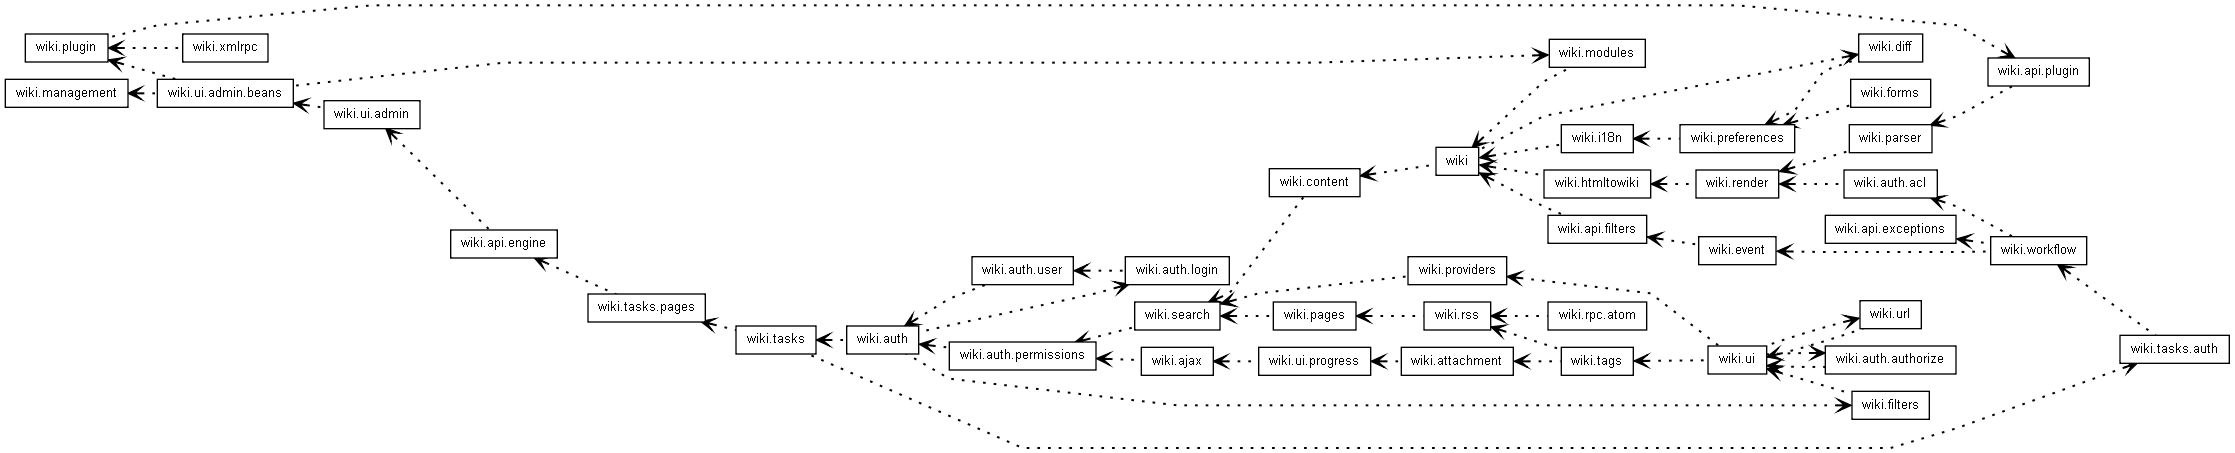 wiki.plugin
wiki.xmlrpc
wiki.management
wiki.ui.admin.beans
wiki.ui.admin
wiki.api.engine
wiki.tasks.pages
wiki.tasks
wiki.auth
wiki.auth.user
wiki.auth.login
wiki.auth.permissions
wiki.search
wiki.ajax
wiki.content
wiki.pages
wiki.ui.progress
wiki.providers
wiki.rss
wiki.attachment
wiki
wiki.modules
wiki.i18n
wiki.htmltowiki
wiki.api.filters
wiki.rpc.atom
wiki.tags
wiki.preferences
wiki.render
wiki.event
wiki.ui
wiki.diff
wiki.forms
wiki.parser
wiki.auth.acl
wiki.api.exceptions
wiki.url
wiki.auth.authorize
wiki.filters
wiki.api.plugin
wiki.workflow
wiki.tasks.auth